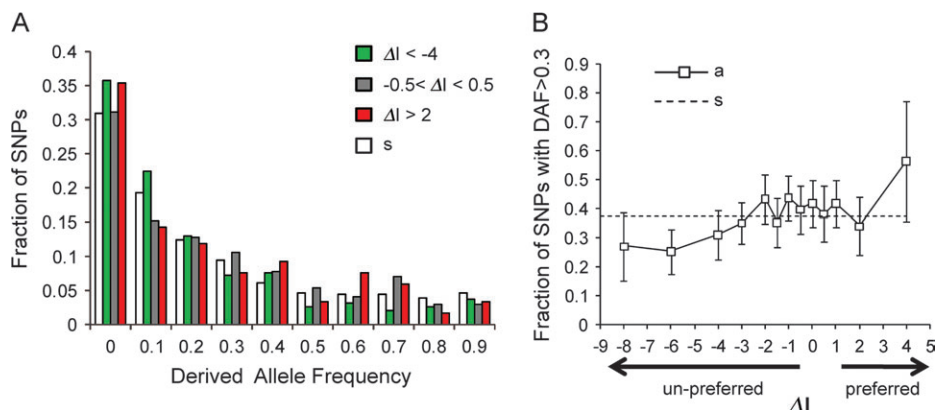 A
Fraction of SNPs
0.4
0.35
0.3
0.25
0.2
0.15
0.1
0.05
0
ΔI < -4
-0.5< ΔI < 0.5
ΔI > 2
s
0 0.1 0.2 0.3 0.4 0.5 0.6 0.7 0.8 0.9
Derived Allele Frequency
B
Fraction of SNPs with DAF>0.3
0.9
0.8
0.7
0.6
0.5
0.4
0.3
0.2
0.1
0
a
s
-9 -8 -7 -6 -5 -4 -3 -2 -1 0 1 2 3 4 5
un-preferred preferred